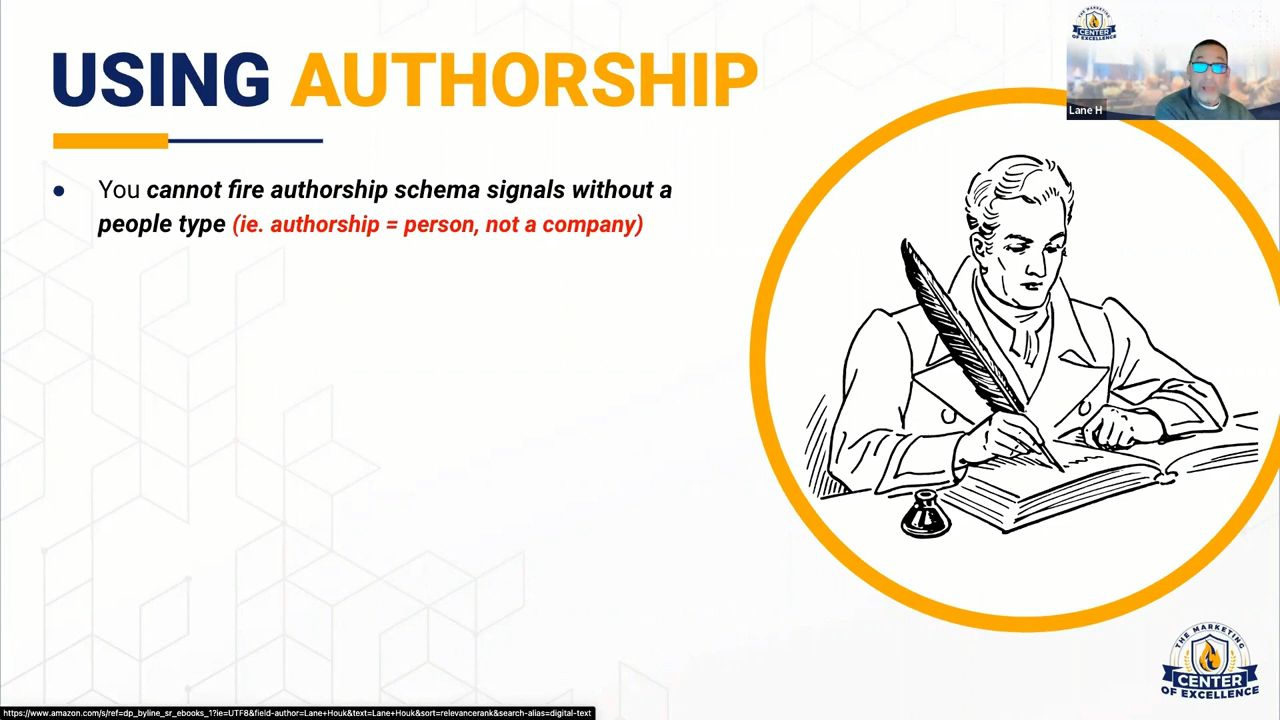 USING AUTHORSHIP
You cannot fire authorship schema signals without a
people type (ie. authorship = person, not a company)
THE MARKETING
CENTER
OF EXCELLENCE
Lane H
THE MARKETING
CENTER
OF EXCELLENCE
https://www.amazon.com/s/ref=dp_byline_sr_ebooks_1?ie=UTF8&field-author=Lane+Houk&text=Lane+Houk&sort=relevancerank&search-alias=digital-text